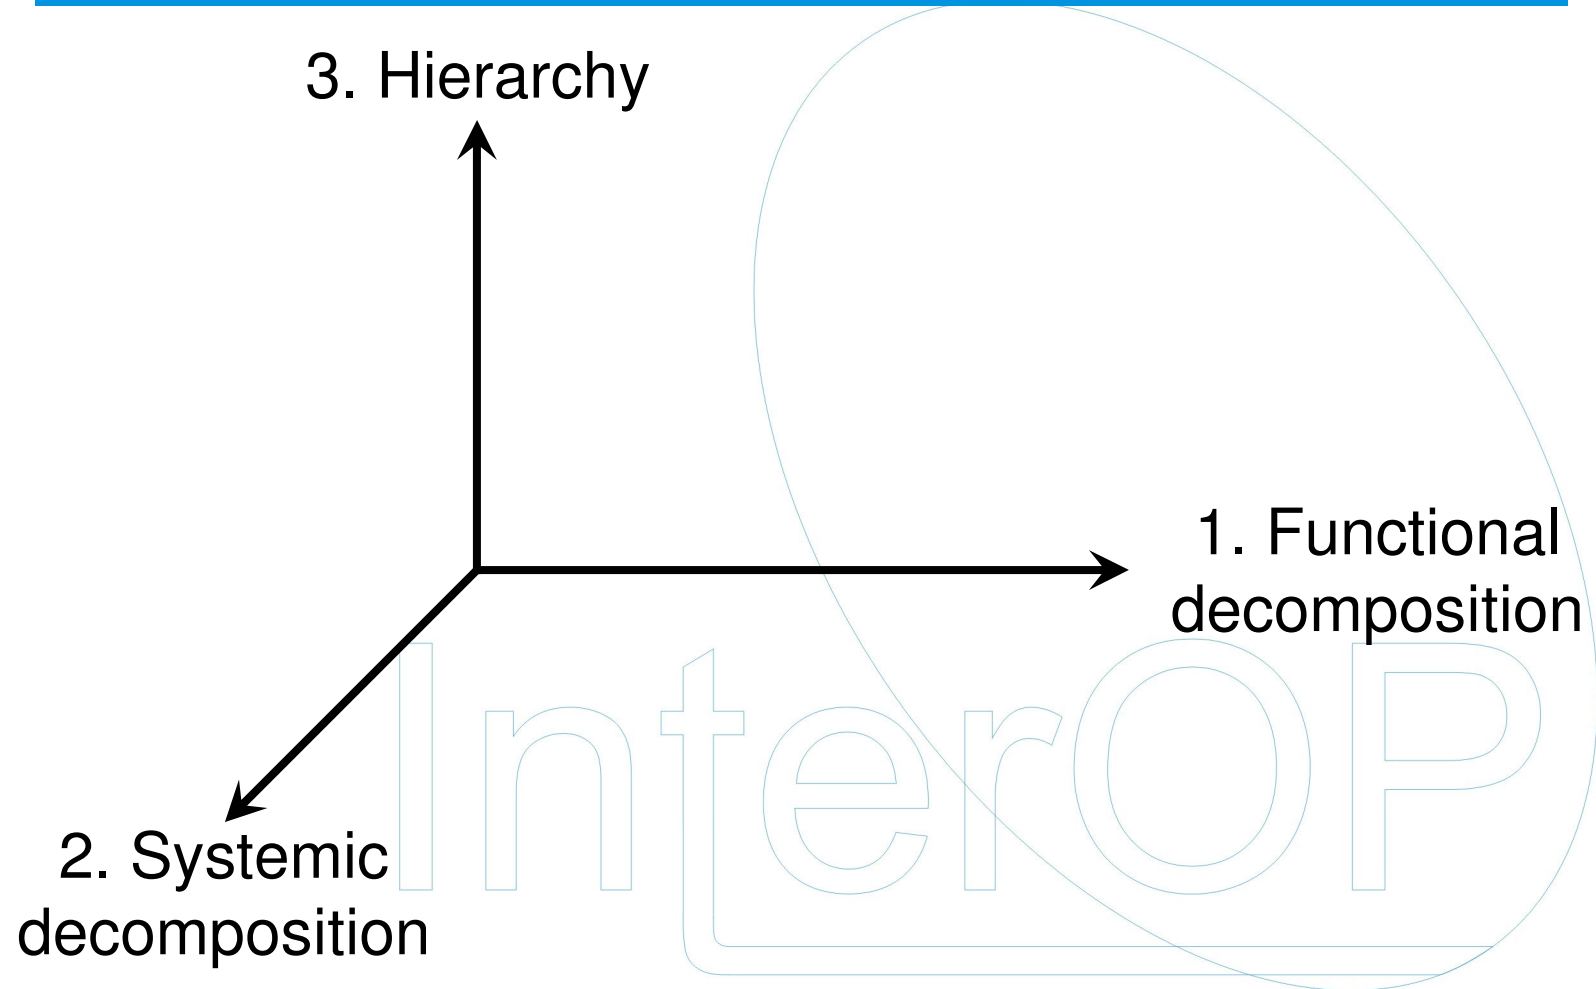 3. Hierarchy
1. Functional
decomposition
InterOP
2. Systemic
decomposition